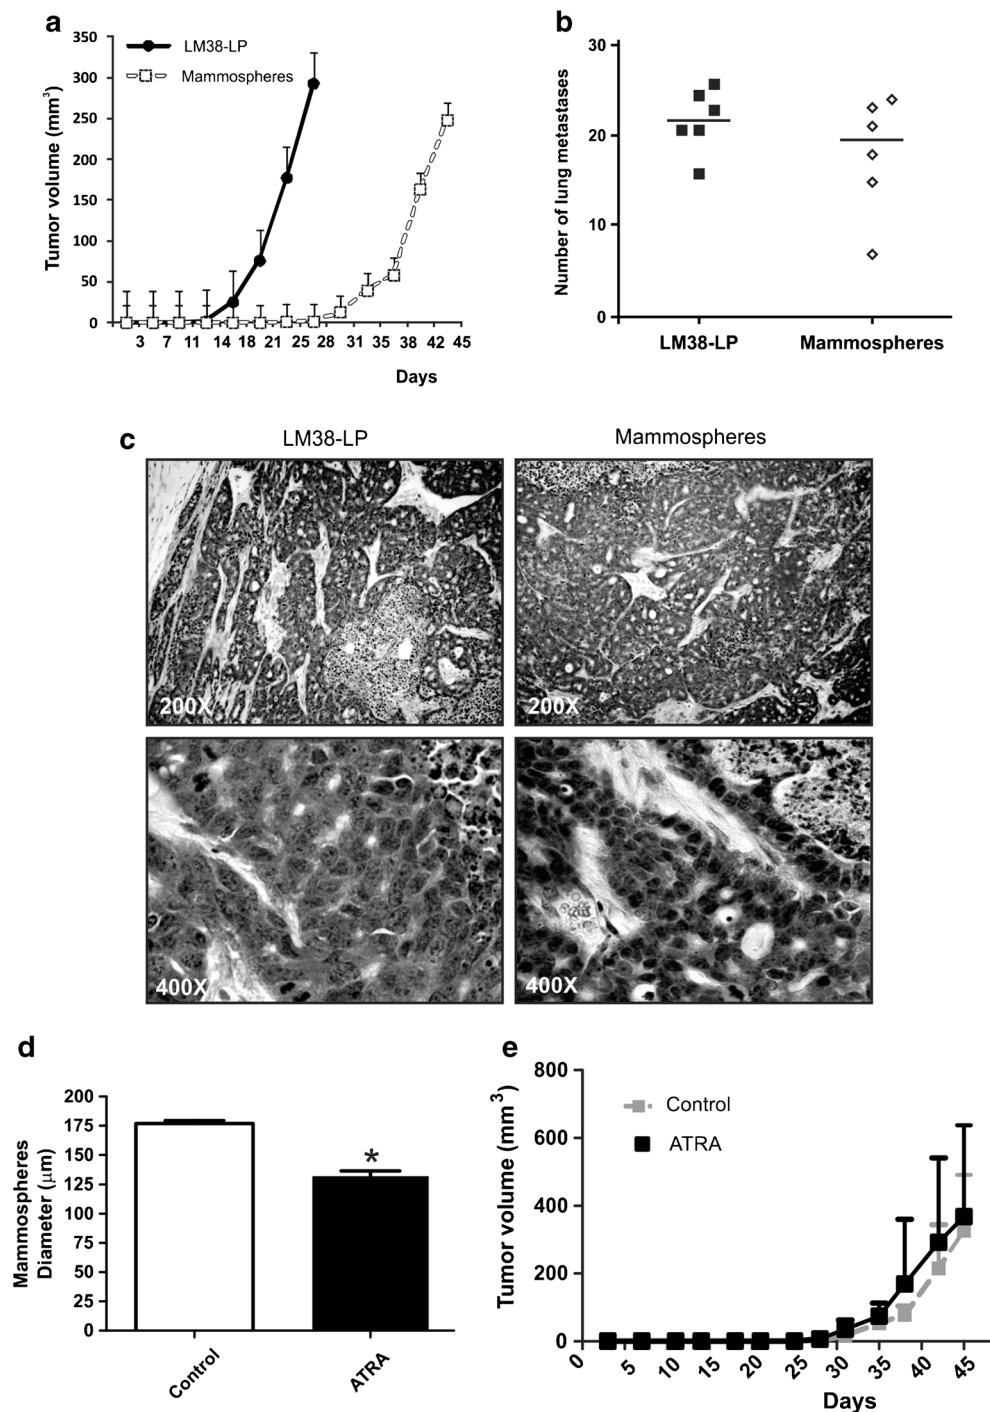 a
LM38-LP
Mammospheres
Tumor volume (mm³)
350
300
250
200
150
100
50
0
3 7 11 14 18 21 25 28 31 35 38 42 45
Days
b
Number of lung metastases
30
20
10
0
LM38-LP Mammospheres
c
LM38-LP Mammospheres
200X 200X
400X 400X
d
Mammospheres
Diameter (µm)
200
175
150
125
100
75
50
25
0
Control ATRA
*
e
Tumor volume (mm³)
800
600
400
200
0
Control
ATRA
0 5 10 15 20 25 30 35 40 45
Days